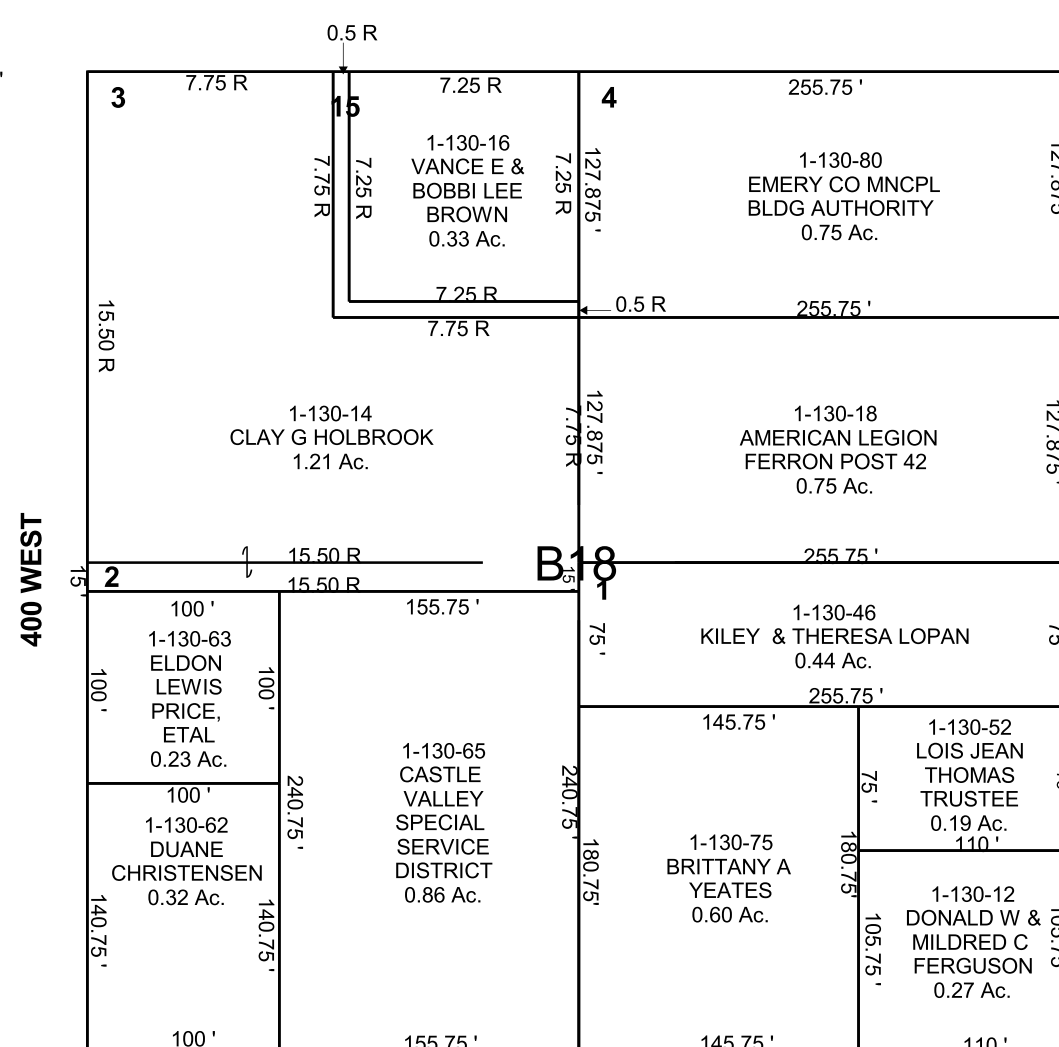 0.5 R
7.75 R
7.25 R
255.75 '
3
15
4
1-130-16
VANCE E &
BOBBI LEE
BROWN
0.33 Ac.
7.75 R
7.25 R
7.25 R
127.875 '
1-130-80
EMERY CO MNCPL
BLDG AUTHORITY
0.75 Ac.
127.875 '
7.25 R
0.5 R
255.75 '
7.75 R
15.50 R
1-130-14
CLAY G HOLBROOK
1.21 Ac.
7.75 R
127.875 '
1-130-18
AMERICAN LEGION
FERRON POST 42
0.75 Ac.
127.875 '
400 WEST
15.50 R
255.75 '
B18
15 '
2
15.50 R
15 '
1
100 '
155.75 '
1-130-63
ELDON
LEWIS
PRICE,
ETAL
0.23 Ac.
100 '
100 '
75 '
1-130-46
KILEY & THERESA LOPAN
0.44 Ac.
75
255.75 '
145.75 '
1-130-52
LOIS JEAN
THOMAS
TRUSTEE
0.19 Ac.
75 '
110 '
1-130-65
CASTLE
VALLEY
SPECIAL
SERVICE
DISTRICT
0.86 Ac.
240.75 '
240.75 '
100 '
1-130-62
DUANE
CHRISTENSEN
0.32 Ac.
140.75 '
140.75 '
180.75'
1-130-75
BRITTANY A
YEATES
0.60 Ac.
180.75'
1-130-12
DONALD W &
MILDRED C
FERGUSON
0.27 Ac.
105.75 '
105.75
100 '
155.75 '
145.75 '
110 '